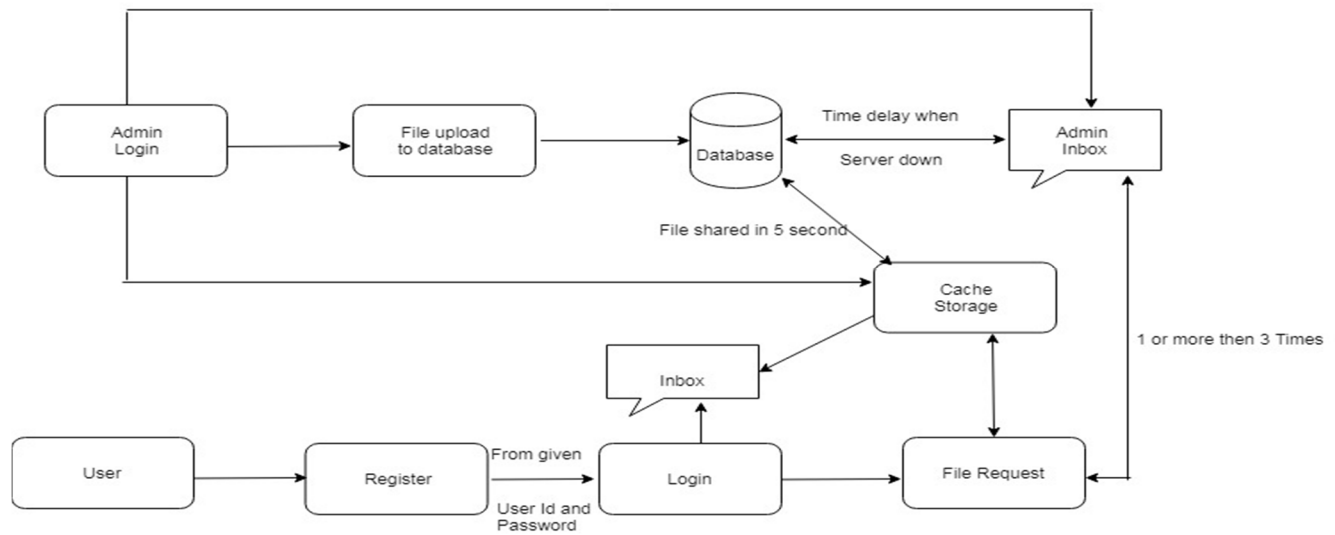 Admin
Login
File upload
to database
Database
Time delay when
Server down
Admin
Inbox
File shared in 5 second
Cache
Storage
1 or more then 3 Times
Inbox
User
Register
From given
User Id and
Password
Login
File Request